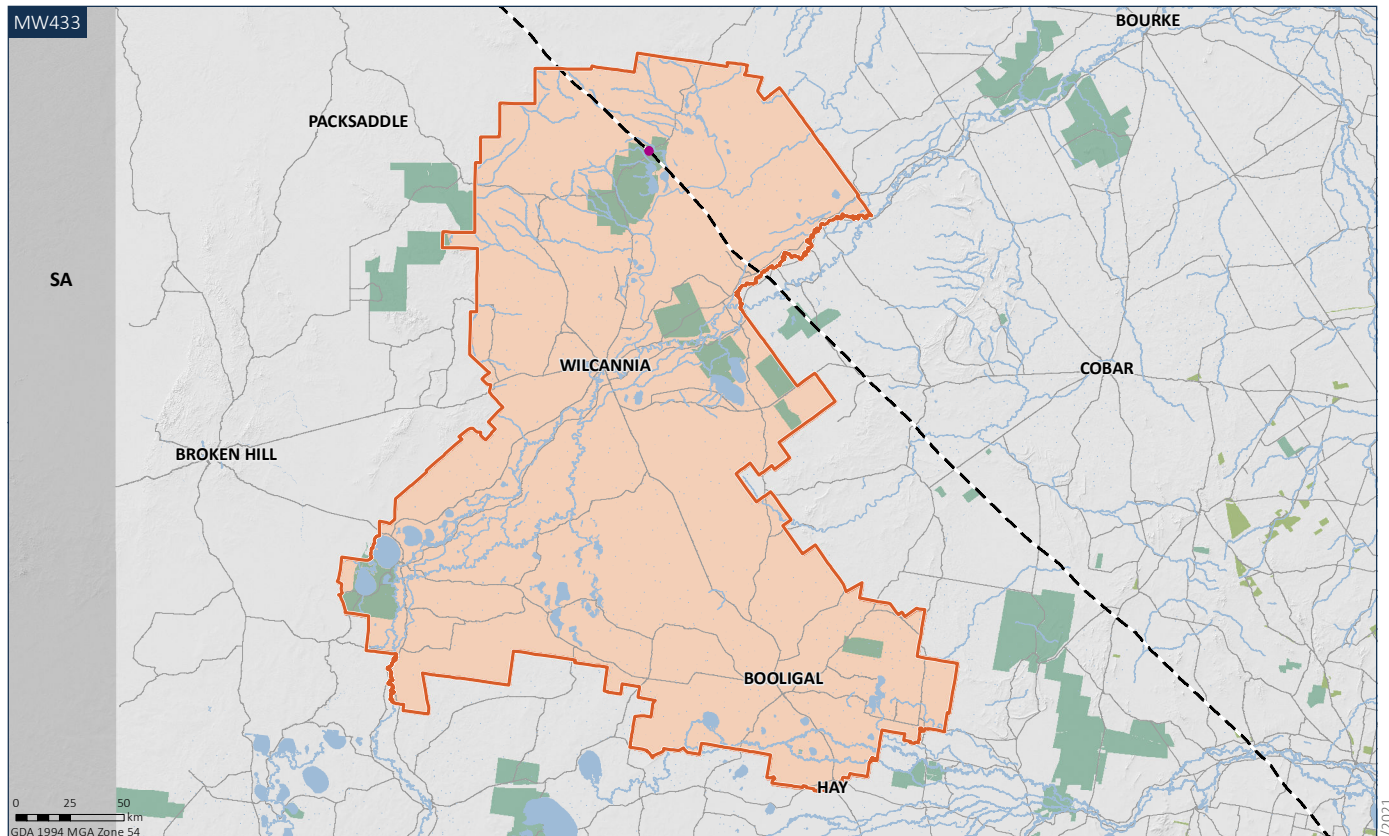 MW433
BOURKE
PACKSADDLE
SA
WILCANNIA
COBAR
BROKEN HILL
BOOLIGAL
HAY
0 25 50
km
GDA 1994 MGA Zone 54
2021